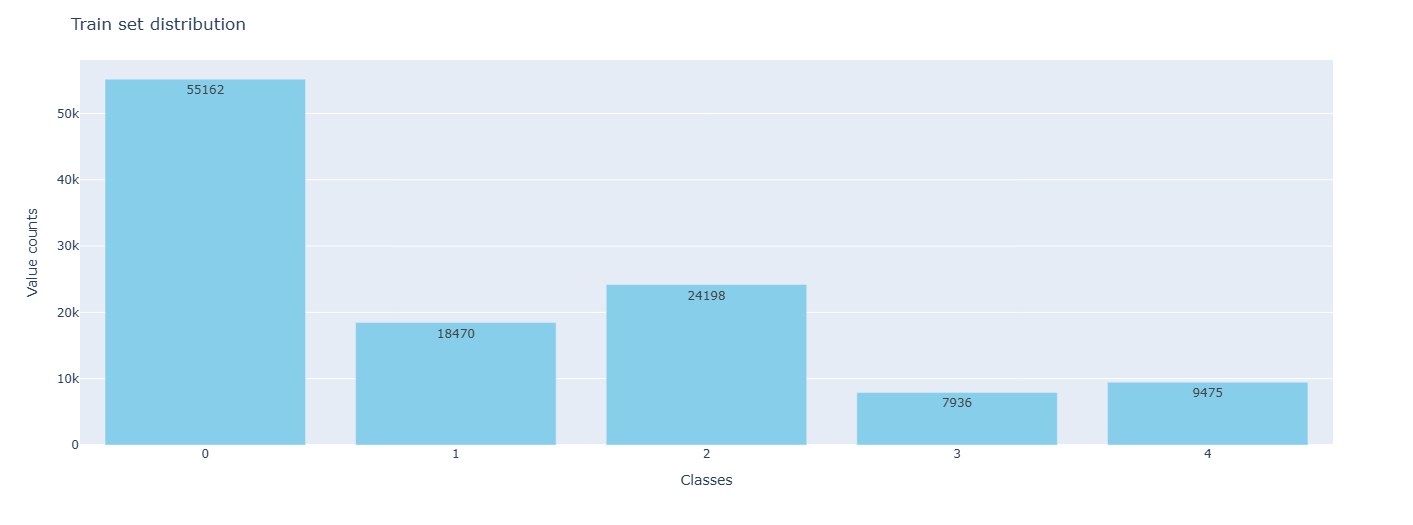 Train set distribution
Value counts
50k
40k
30k
20k
10k
0
55162
18470
24198
7936
9475
0 1 2 3 4
Classes